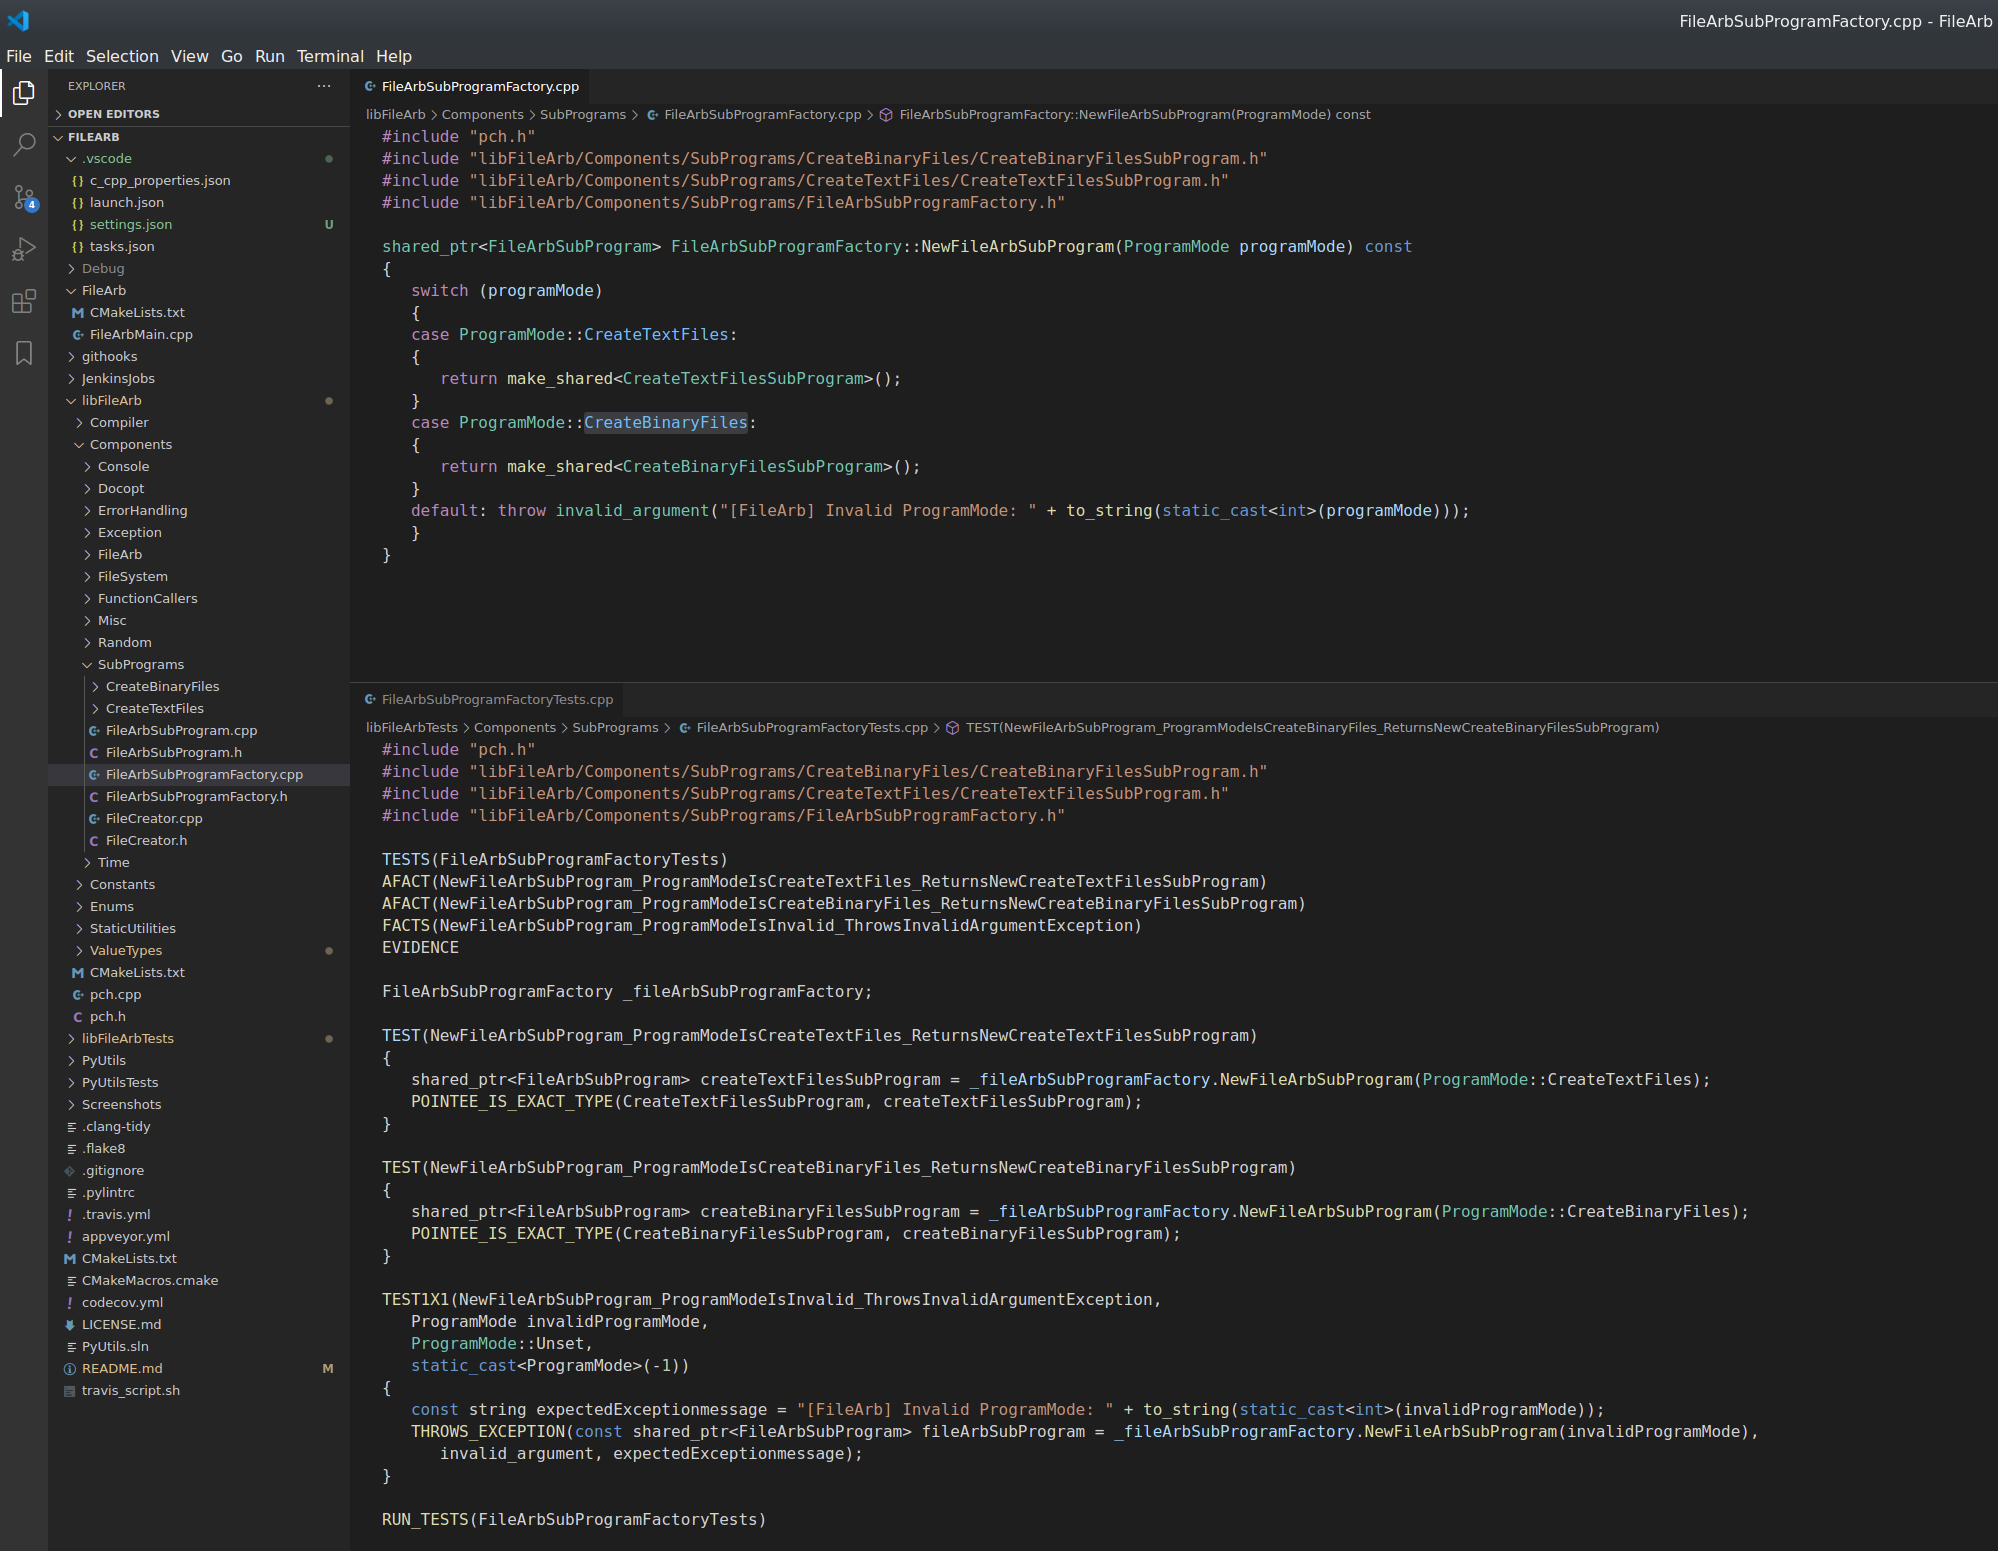 FileArbSubProgramFactory.cpp - FileArb
File Edit Selection View Go Run Terminal Help
EXPLORER
OPEN EDITORS
FILEARB
.vscode
c_cpp_properties.json
launch.json
settings.json U
tasks.json
Debug
FileArb
CMakeLists.txt
FileArbMain.cpp
githooks
JenkinsJobs
libFileArb
Compiler
Components
Console
Docopt
ErrorHandling
Exception
FileArb
FileSystem
FunctionCallers
Misc
Random
SubPrograms
CreateBinaryFiles
CreateTextFiles
FileArbSubProgram.cpp
FileArbSubProgram.h
FileArbSubProgramFactory.cpp
FileArbSubProgramFactory.h
FileCreator.cpp
FileCreator.h
Time
Constants
Enums
StaticUtilities
ValueTypes
CMakeLists.txt
pch.cpp
pch.h
libFileArbTests
PyUtils
PyUtilsTests
Screenshots
.clang-tidy
.flake8
.gitignore
.pylintrc
.travis.yml
appveyor.yml
CMakeLists.txt
CMakeMacros.cmake
codecov.yml
LICENSE.md
PyUtils.sln
README.md M
travis_script.sh
4
FileArbSubProgramFactory.cpp
libFileArb > Components > SubPrograms > FileArbSubProgramFactory.cpp > FileArbSubProgramFactory::NewFileArbSubProgram(ProgramMode) const
#include "pch.h"
#include "libFileArb/Components/SubPrograms/CreateBinaryFiles/CreateBinaryFilesSubProgram.h"
#include "libFileArb/Components/SubPrograms/CreateTextFiles/CreateTextFilesSubProgram.h"
#include "libFileArb/Components/SubPrograms/FileArbSubProgramFactory.h"
shared_ptr<FileArbSubProgram> FileArbSubProgramFactory::NewFileArbSubProgram(ProgramMode programMode) const
{
switch (programMode)
{
case ProgramMode::CreateTextFiles:
{
return make_shared<CreateTextFilesSubProgram>();
}
case ProgramMode::CreateBinaryFiles:
{
return make_shared<CreateBinaryFilesSubProgram>();
}
default: throw invalid_argument("[FileArb] Invalid ProgramMode: " + to_string(static_cast<int>(programMode)));
}
}
FileArbSubProgramFactoryTests.cpp
libFileArbTests > Components > SubPrograms > FileArbSubProgramFactoryTests.cpp > TEST(NewFileArbSubProgram_ProgramModeIsCreateBinaryFiles_ReturnsNewCreateBinaryFilesSubProgram)
#include "pch.h"
#include "libFileArb/Components/SubPrograms/CreateBinaryFiles/CreateBinaryFilesSubProgram.h"
#include "libFileArb/Components/SubPrograms/CreateTextFiles/CreateTextFilesSubProgram.h"
#include "libFileArb/Components/SubPrograms/FileArbSubProgramFactory.h"
TESTS(FileArbSubProgramFactoryTests)
AFACT(NewFileArbSubProgram_ProgramModeIsCreateTextFiles_ReturnsNewCreateTextFilesSubProgram)
AFACT(NewFileArbSubProgram_ProgramModeIsCreateBinaryFiles_ReturnsNewCreateBinaryFilesSubProgram)
FACTS(NewFileArbSubProgram_ProgramModeIsInvalid_ThrowsInvalidArgumentException)
EVIDENCE
FileArbSubProgramFactory _fileArbSubProgramFactory;
TEST(NewFileArbSubProgram_ProgramModeIsCreateTextFiles_ReturnsNewCreateTextFilesSubProgram)
{
shared_ptr<FileArbSubProgram> createTextFilesSubProgram = _fileArbSubProgramFactory.NewFileArbSubProgram(ProgramMode::CreateTextFiles);
POINTEE_IS_EXACT_TYPE(CreateTextFilesSubProgram, createTextFilesSubProgram);
}
TEST(NewFileArbSubProgram_ProgramModeIsCreateBinaryFiles_ReturnsNewCreateBinaryFilesSubProgram)
{
shared_ptr<FileArbSubProgram> createBinaryFilesSubProgram = _fileArbSubProgramFactory.NewFileArbSubProgram(ProgramMode::CreateBinaryFiles);
POINTEE_IS_EXACT_TYPE(CreateBinaryFilesSubProgram, createBinaryFilesSubProgram);
}
TEST1X1(NewFileArbSubProgram_ProgramModeIsInvalid_ThrowsInvalidArgumentException,
ProgramMode invalidProgramMode,
ProgramMode::Unset,
static_cast<ProgramMode>(-1))
{
const string expectedExceptionmessage = "[FileArb] Invalid ProgramMode: " + to_string(static_cast<int>(invalidProgramMode));
THROWS_EXCEPTION(const shared_ptr<FileArbSubProgram> fileArbSubProgram = _fileArbSubProgramFactory.NewFileArbSubProgram(invalidProgramMode),
invalid_argument, expectedExceptionmessage);
}
RUN_TESTS(FileArbSubProgramFactoryTests)